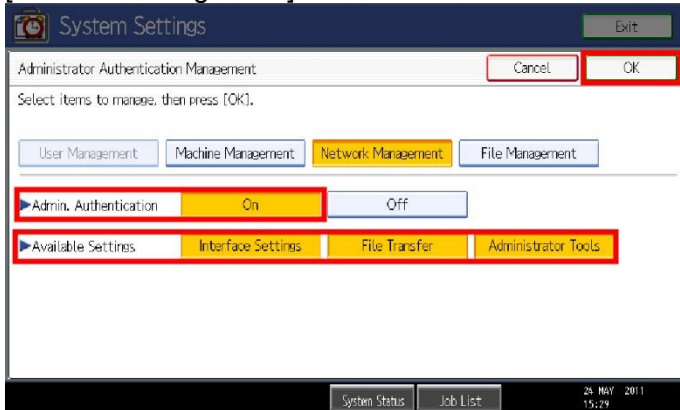 System Settings
Exit
Administrator Authentication Management
Cancel
OK
Select items to manage, then press [OK].
User Management
Machine Management
Network Management
File Management
Admin. Authentication
On
Off
Available Settings
Interface Settings
File Transfer
Administrator Tools
System Status
Job List
24 MAY 2011
15:29